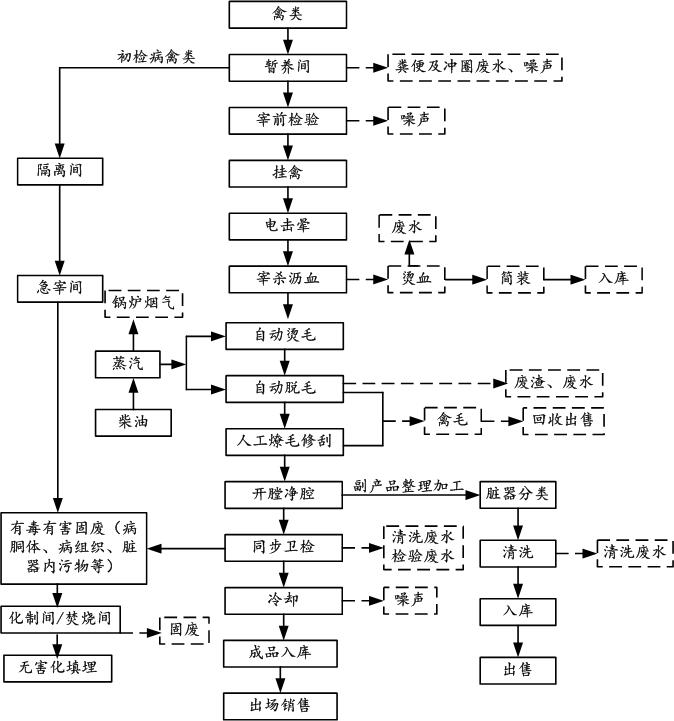 禽类
初检病禽类
暂养间
粪便及冲圈废水、噪声
宰前检验
噪声
隔离间
挂禽
电击晕
废水
急宰间
宰杀沥血
烫血
筒装
入库
锅炉烟气
自动烫毛
蒸汽
自动脱毛
废渣、废水
柴油
禽毛
回收出售
人工燎毛修刮
开膛净腔
副产品整理加工
脏器分类
有毒有害固废（病
胴体、病组织、脏
器内污物等）
同步卫检
清洗废水
检验废水
清洗
清洗废水
冷却
噪声
入库
化制间/焚烧间
固废
成品入库
无害化填埋
出售
出场销售